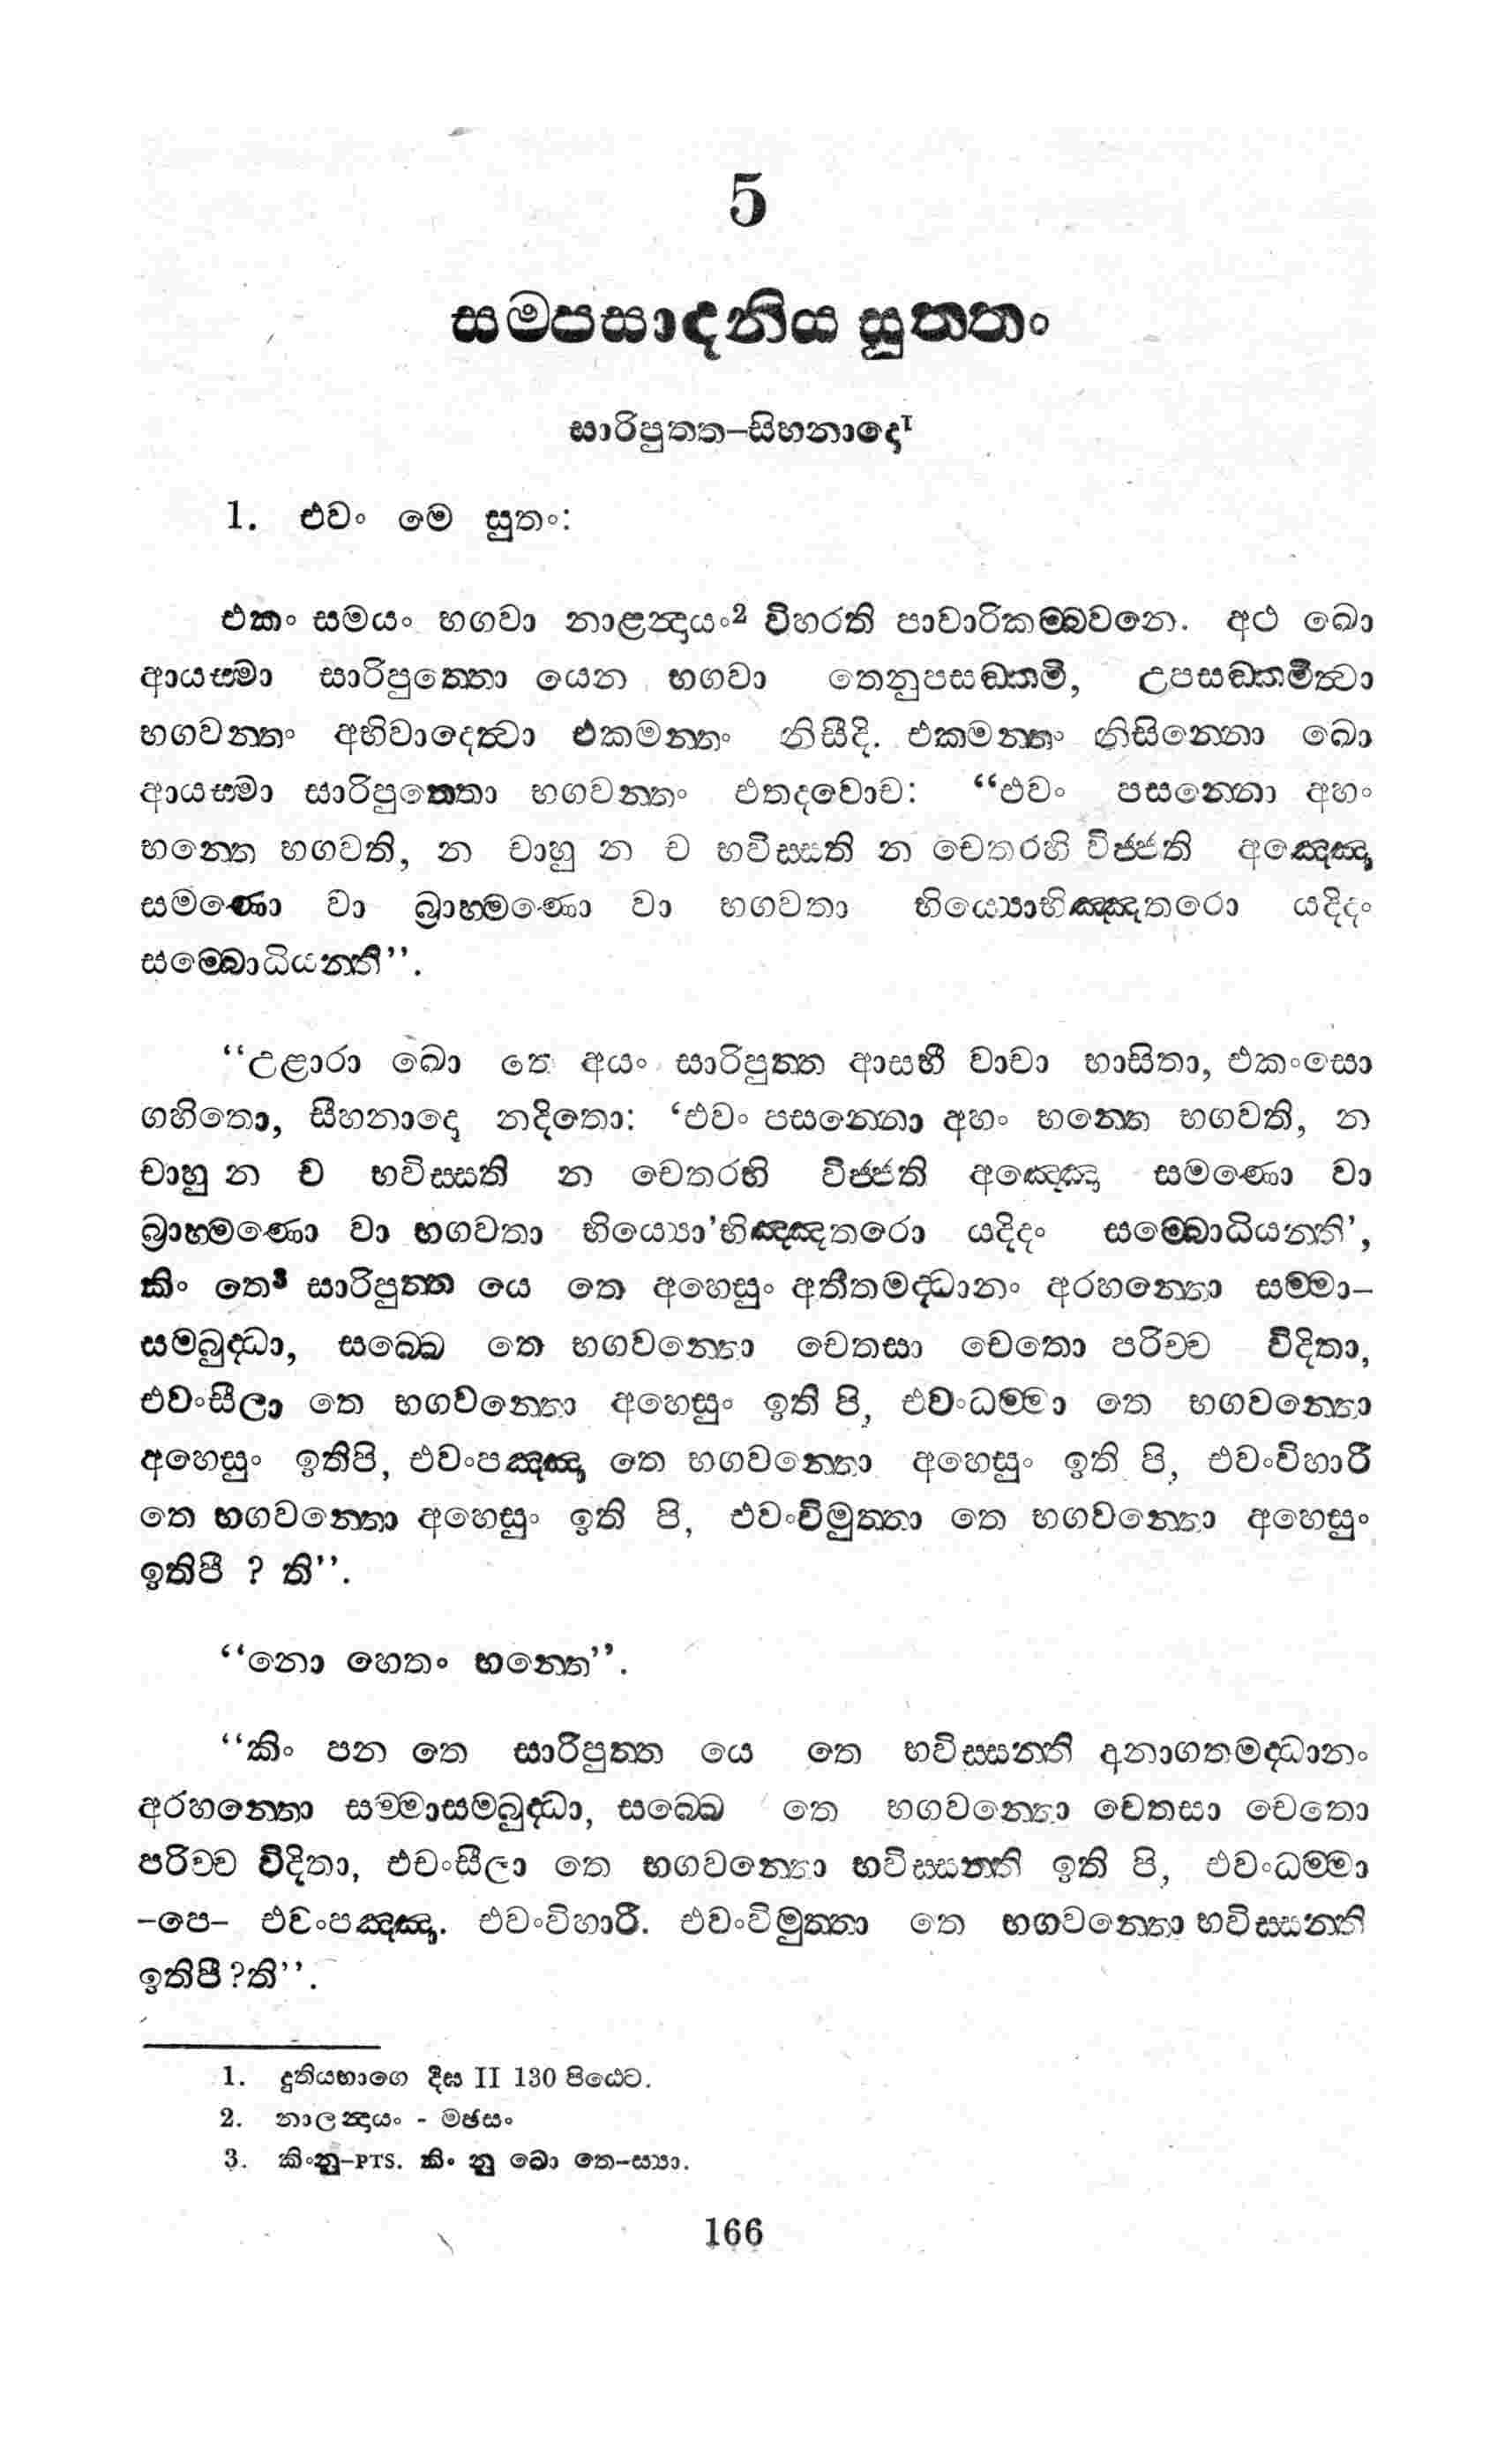 5
සම්පසාදනිය සුත්තං
සාරිපුත්ත–සිහනාදො¹
1. එවං මෙ සුතං:
එකං සමයං භගවා නාළන්දායං² විහරති පාවාරිකම්බවනෙ. අථ ඛො
ආයස්මා සාරිපුත්තො යෙන භගවා තෙනුපසඞ්කමි, උපසඞ්කමිත්වා
භගවන්තං අභිවාදෙත්වා එකමන්තං නිසීදි. එකමන්තං නිසින්නො ඛො
ආයස්මා සාරිපුත්තො භගවන්තං එතදවොච: “එවං පසන්නො අහං
භන්තෙ භගවති, න චාහු න ච භවිස්සති න චෙතරහි විජ්ජති අඤ්ඤො
සමණො වා බ්‍රාහ්මණො වා භගවතා භිය්‍යොභිඤ්ඤතරො යදිදං
සම්බොධියන්ති”.
“උළාරා ඛො තෙ අයං සාරිපුත්ත ආසභී වාචා භාසිතා, එකංසො
ගහිතො, සීහනාදො නදිතො: ‘එවං පසන්නො අහං භන්තෙ භගවති, න
චාහු න ච භවිස්සති න චෙතරහි විජ්ජති අඤ්ඤො සමණො වා
බ්‍රාහ්මණො වා භගවතා භිය්‍යො’භිඤ්ඤතරො යදිදං සම්බොධියන්ති’,
කිං තෙ³ සාරිපුත්ත යෙ තෙ අහෙසුං අතීතමද්ධානං අරහන්තො සම්මා–
සම්බුද්ධා, සබ්බෙ තෙ භගවන්තො චෙතසා චෙතො පරිච්ච විදිතා,
එවංසීලා තෙ භගවන්තො අහෙසුං ඉති පි, එවංධම්මා තෙ භගවන්තො
අහෙසුං ඉතිපි, එවංපඤ්ඤා තෙ භගවන්තො අහෙසුං ඉති පි, එවංවිහාරී
තෙ භගවන්තො අහෙසුං ඉති පි, එවංවිමුත්තා තෙ භගවන්තො අහෙසුං
ඉතිපී ? ති”.
“නො හෙතං භන්තෙ”.
“කිං පන තෙ සාරිපුත්ත යෙ තෙ භවිස්සන්ති අනාගතමද්ධානං
අරහන්තො සම්මාසම්බුද්ධා, සබ්බෙ තෙ භගවන්තො චෙතසා චෙතො
පරිච්ච විදිතා, එවංසීලා තෙ භගවන්තො භවිස්සන්ති ඉති පි, එවංධම්මා
–පෙ– එවංපඤ්ඤා. එවංවිහාරී. එවංවිමුත්තා තෙ භගවන්තො භවිස්සන්ති
ඉතිපී?ති”.
1. දුතියභාගෙ දීඝ II 130 පිඨෙට.
2. නාලන්දායං - මඡසං
3. කිංනු–PTS. කිං නු ඛො තෙ–ස්‍යා.
166